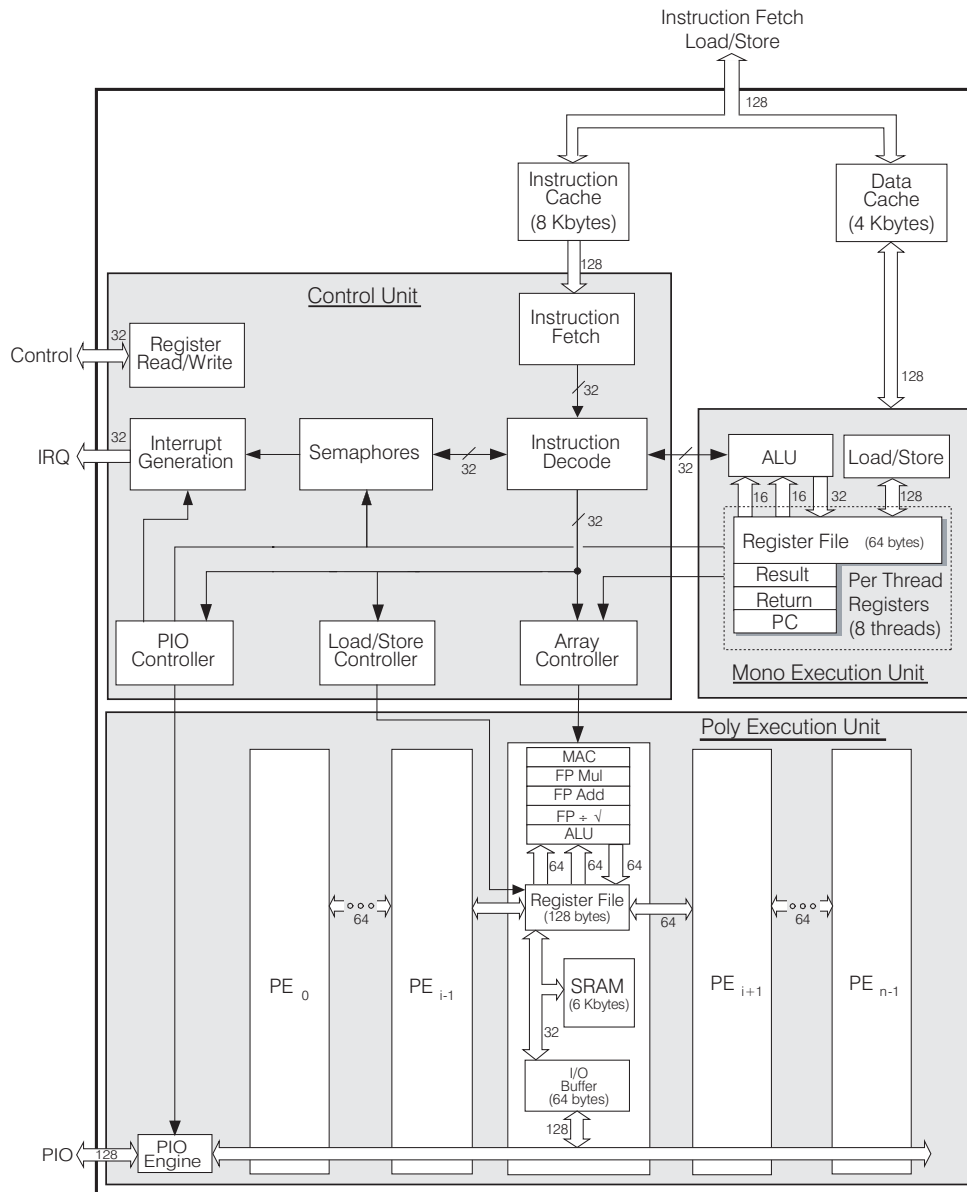 Instruction Fetch
Load/Store
128
Instruction
Cache
(8 Kbytes)
Data
Cache
(4 Kbytes)
128
Control Unit
Instruction
Fetch
Control
32
Register
Read/Write
32
128
IRQ
32
Interrupt
Generation
Semaphores
32
Instruction
Decode
32
ALU
Load/Store
16
16
32
128
32
Register File (64 bytes)
Result
Return
PC
Per Thread
Registers
(8 threads)
PIO
Controller
Load/Store
Controller
Array
Controller
Mono Execution Unit
Poly Execution Unit
MAC
FP Mul
FP Add
FP ÷ √
ALU
64
64
64
Register File
(128 bytes)
64
64
64
PE 0
PE i-1
SRAM
(6 Kbytes)
PE i+1
PE n-1
32
I/O
Buffer
(64 bytes)
128
PIO
128
PIO
Engine